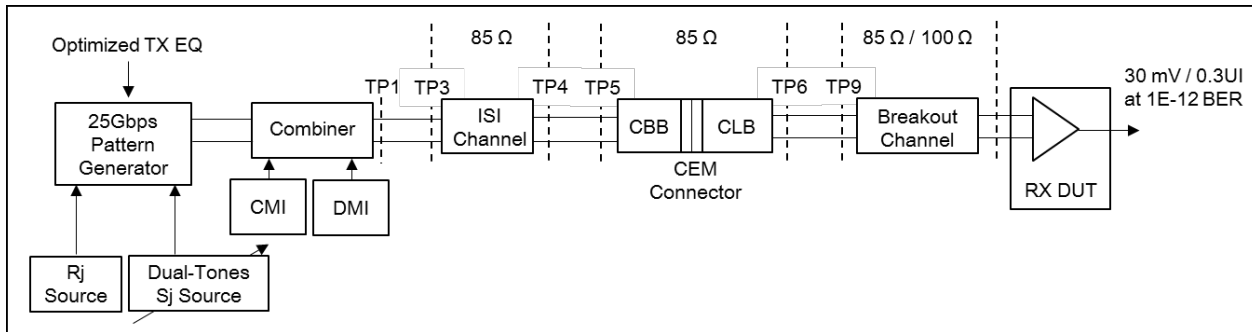 Optimized TX EQ
85 Ω
85 Ω
85 Ω / 100 Ω
TP1
TP3
TP4
TP5
TP6
TP9
30 mV / 0.3UI
at 1E-12 BER
25Gbps
Pattern
Generator
Combiner
ISI
Channel
CBB
CLB
Breakout
Channel
CEM
Connector
RX DUT
CMI
DMI
Rj
Source
Dual-Tones
Sj Source